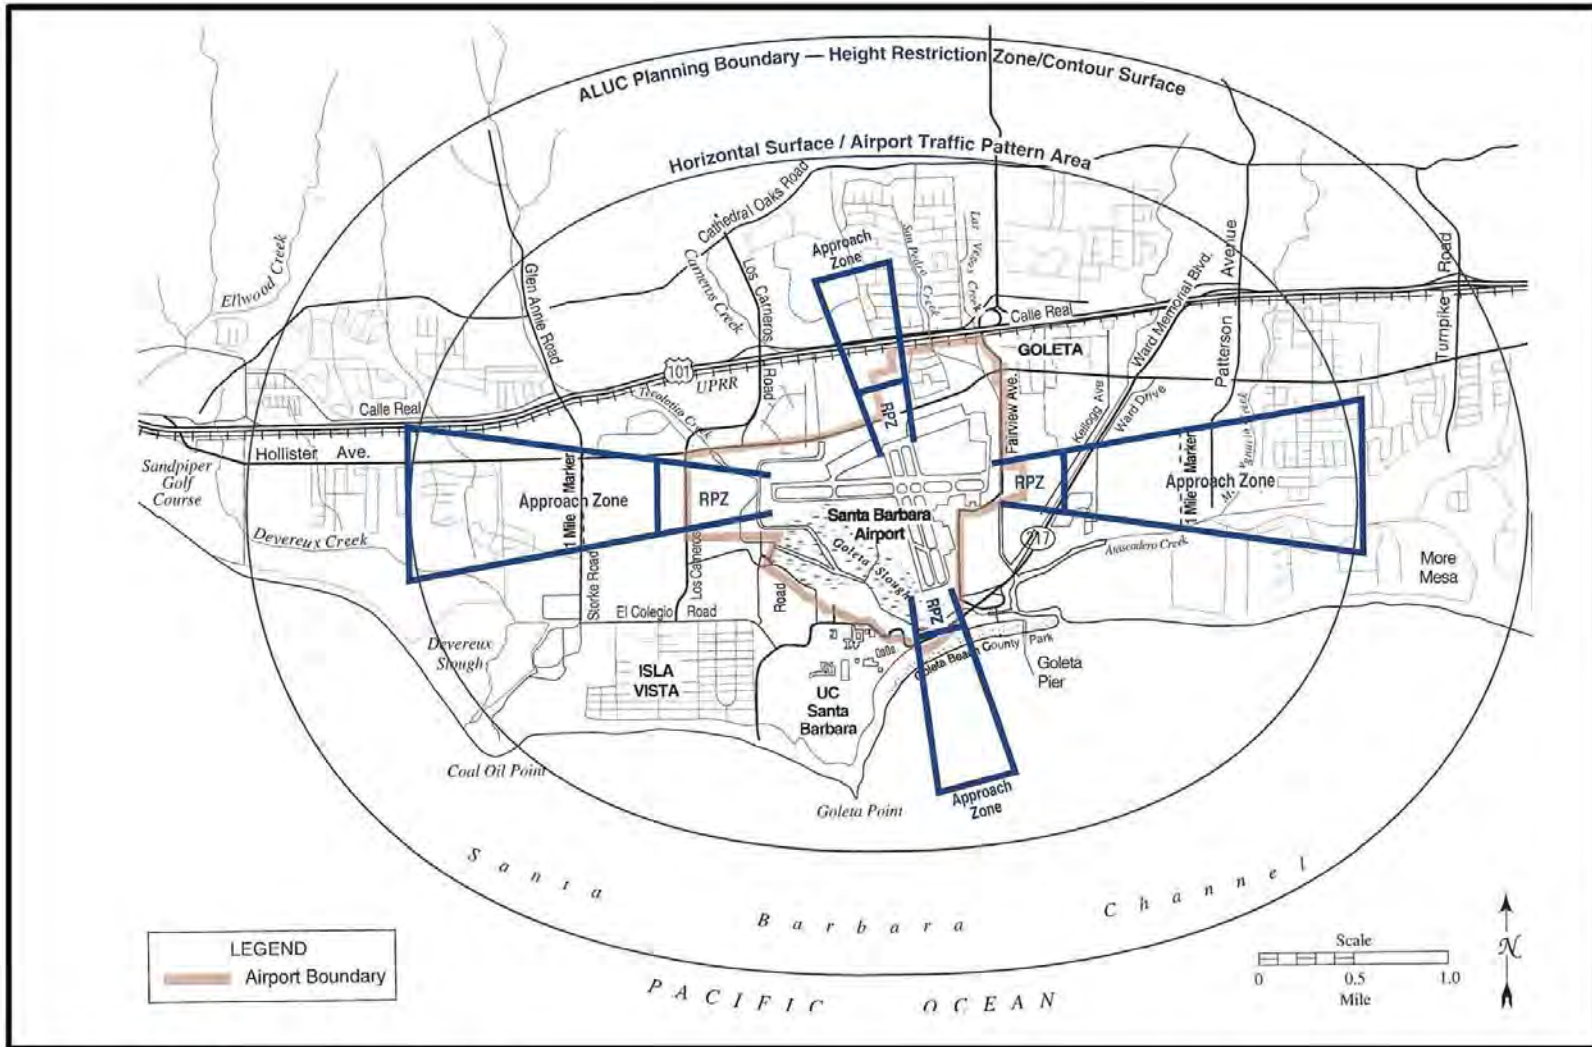 ALUC Planning Boundary — Height Restriction Zone/Contour Surface
Horizontal Surface / Airport Traffic Pattern Area
Cathedral Oaks Road
Approach
Zone
San Pedro Creek
Las Vegas Creek
Ellwood Creek
Glen Annie Road
Carneros Creek
Los Carneros Road
Calle Real
Ward Memorial Blvd.
Patterson Avenue
Turnpike Road
101
UPRR
GOLETA
Calle Real
Tecolotito Creek
RPZ
Fairview Ave.
Kellogg Ave
Ward Drive
Hollister Ave.
Sandpiper
Golf
Course
Approach Zone
1 Mile Marker
RPZ
RPZ
1 Mile Marker
Approach Zone
Santa Barbara
Airport
Devereux Creek
Goleta Slough
217
Atascadero Creek
More
Mesa
Storke Road
Los Carneros
Road
El Colegio Road
RPZ
Devereux
Slough
Goleta Beach County Park
Goleta
Pier
ISLA
VISTA
UC
Santa
Barbara
Coal Oil Point
Goleta Point
Approach
Zone
Santa Barbara Channel
PACIFIC OCEAN
LEGEND
Airport Boundary
Scale
0 0.5 1.0
Mile
N